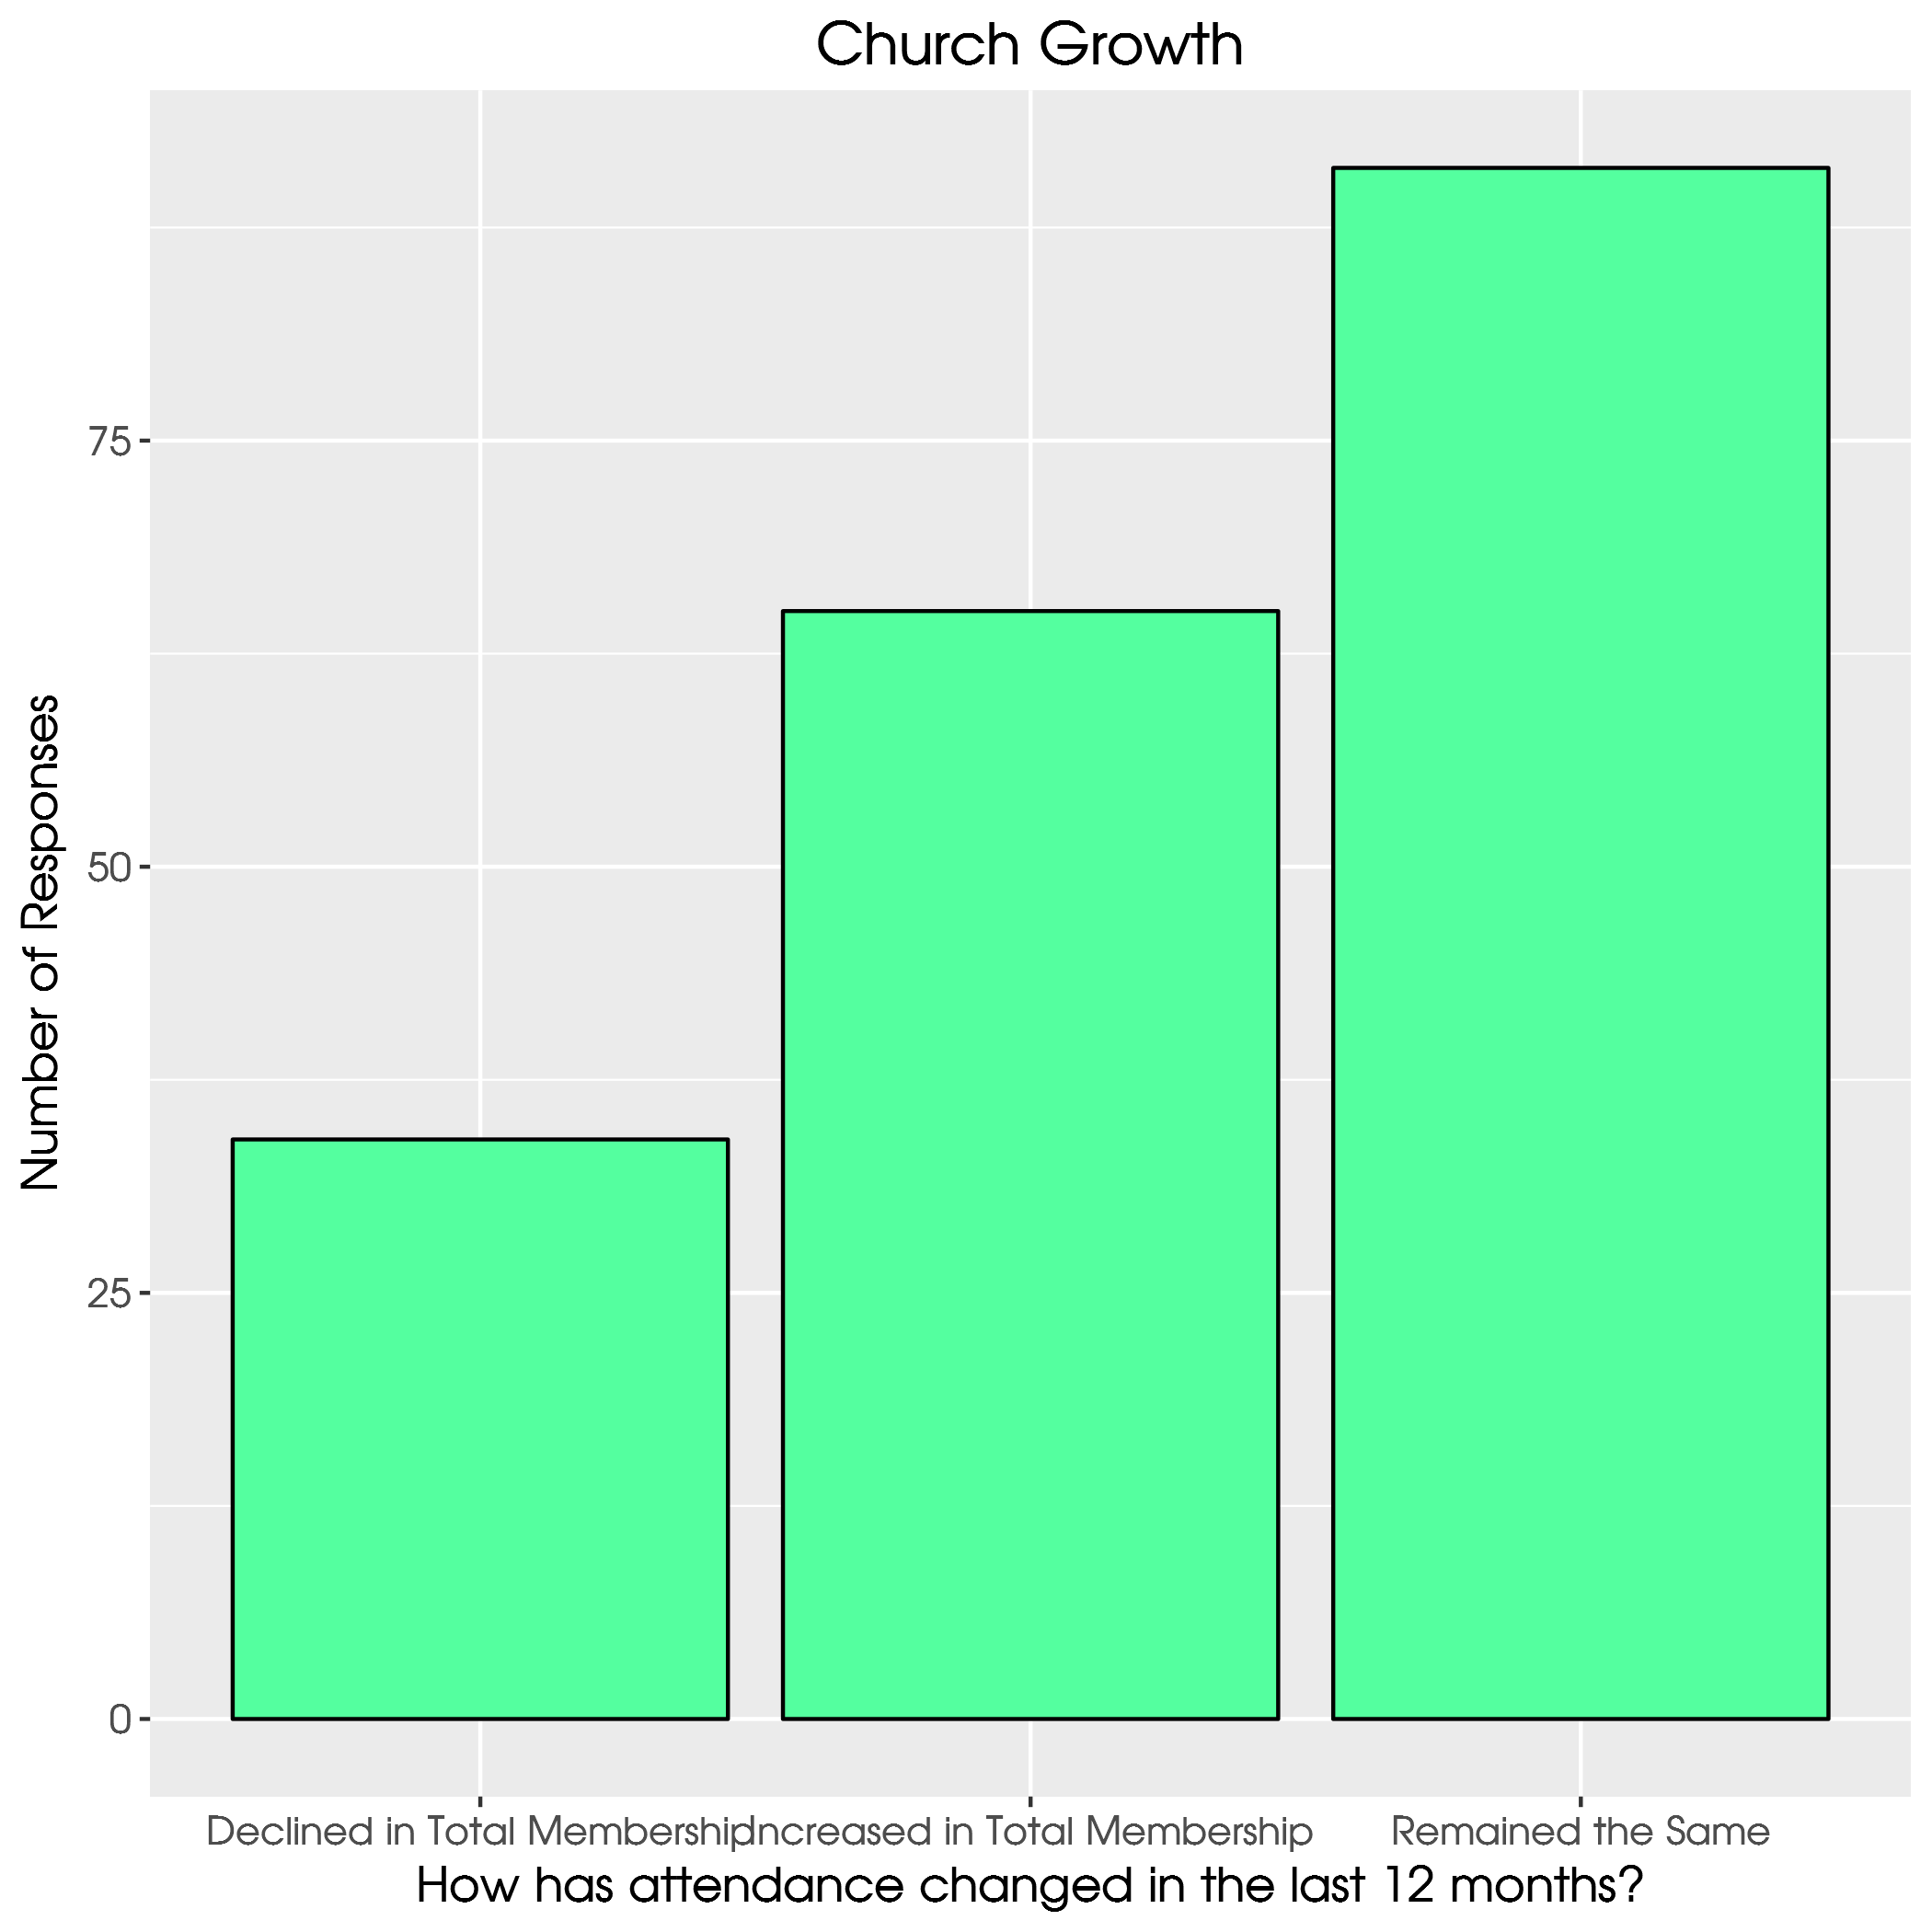 Church Growth
Number of Responses
75
50
25
0
Declined in Total Membership
Increased in Total Membership
Remained the Same
How has attendance changed in the last 12 months?